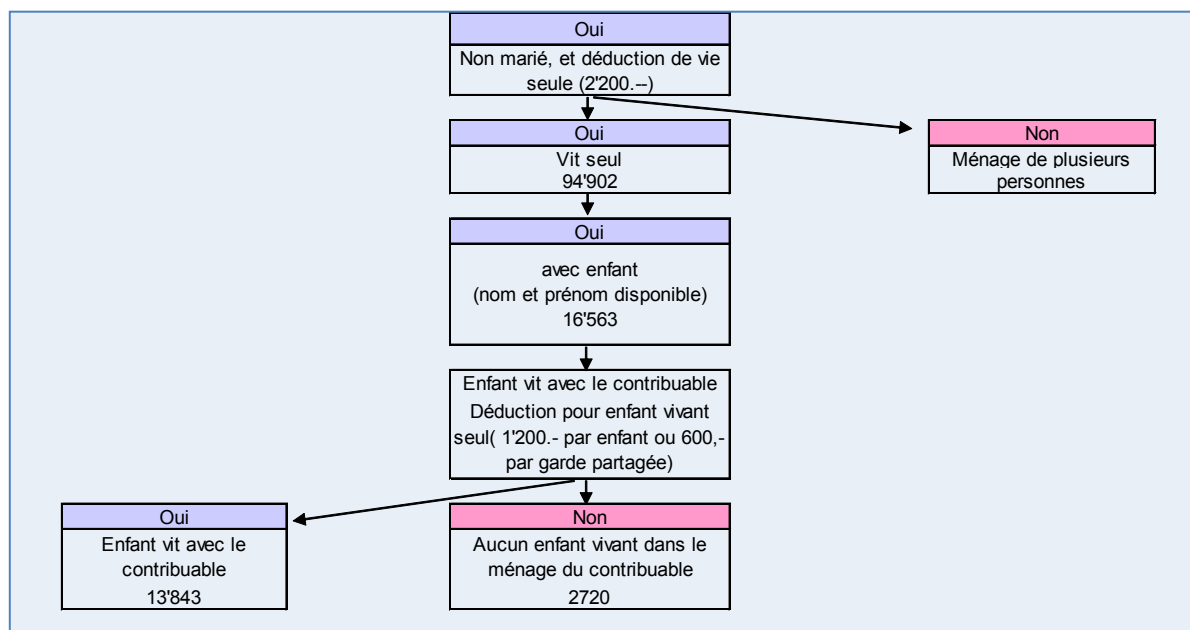 Oui
Non marié, et déduction de vie
seule (2'200.--)
Oui
Vit seul
94'902
Non
Ménage de plusieurs
personnes
Oui
avec enfant
(nom et prénom disponible)
16'563
Enfant vit avec le contribuable
Déduction pour enfant vivant
seul( 1'200.- par enfant ou 600,-
par garde partagée)
Oui
Enfant vit avec le
contribuable
13'843
Non
Aucun enfant vivant dans le
ménage du contribuable
2720